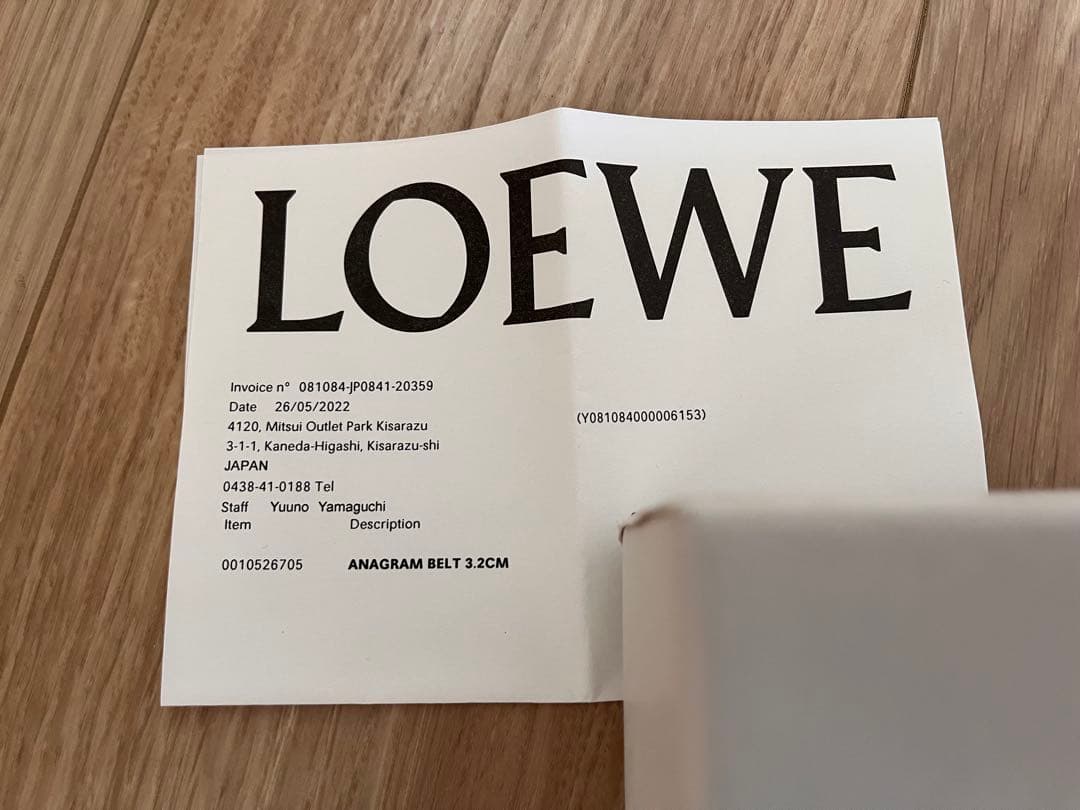 LOEWE
Invoice n° 081084-JP0841-20359
Date 26/05/2022
(Y081084000006153)
4120, Mitsui Outlet Park Kisarazu
3-1-1, Kaneda-Higashi, Kisarazu-shi
JAPAN
0438-41-0188 Tel
Staff Yuuno Yamaguchi
Item Description
0010526705 ANAGRAM BELT 3.2CM